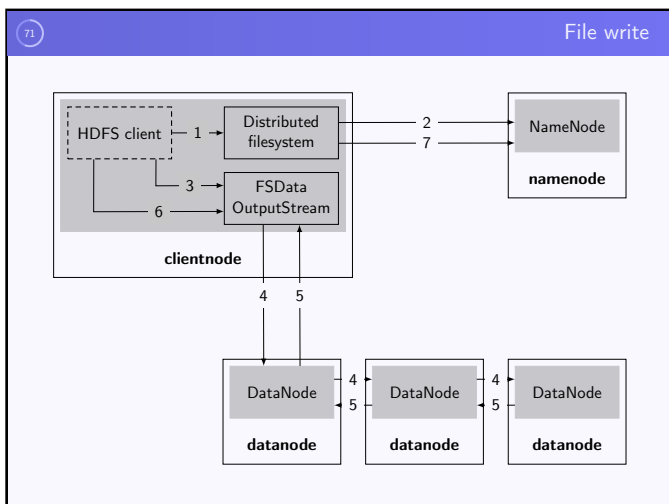 71
File write
HDFS client
1
Distributed
filesystem
2
7
NameNode
namenode
3
6
FSData
OutputStream
clientnode
4
5
DataNode
4
5
DataNode
4
5
DataNode
datanode
datanode
datanode